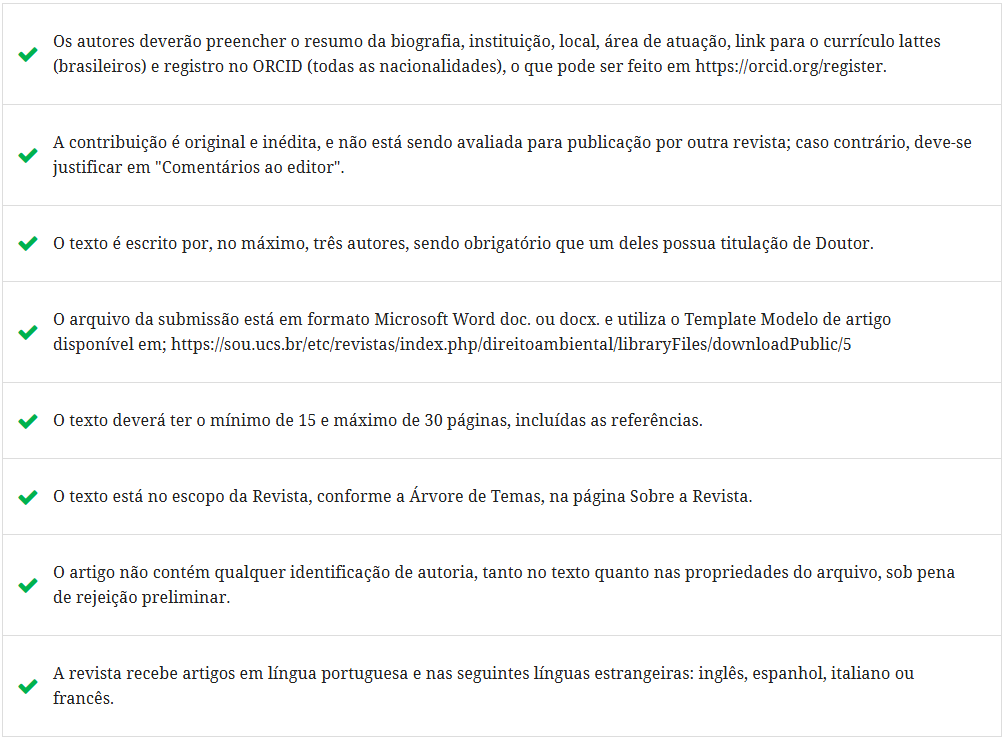 Os autores deverão preencher o resumo da biografia, instituição, local, área de atuação, link para o currículo lattes
(brasileiros) e registro no ORCID (todas as nacionalidades), o que pode ser feito em https://orcid.org/register.
A contribuição é original e inédita, e não está sendo avaliada para publicação por outra revista; caso contrário, deve-se
justificar em "Comentários ao editor".
O texto é escrito por, no máximo, três autores, sendo obrigatório que um deles possua titulação de Doutor.
O arquivo da submissão está em formato Microsoft Word doc. ou docx. e utiliza o Template Modelo de artigo
disponível em; https://sou.ucs.br/etc/revistas/index.php/direitoambiental/libraryFiles/downloadPublic/5
O texto deverá ter o mínimo de 15 e máximo de 30 páginas, incluídas as referências.
O texto está no escopo da Revista, conforme a Árvore de Temas, na página Sobre a Revista.
O artigo não contém qualquer identificação de autoria, tanto no texto quanto nas propriedades do arquivo, sob pena
de rejeição preliminar.
A revista recebe artigos em língua portuguesa e nas seguintes línguas estrangeiras: inglês, espanhol, italiano ou
francês.